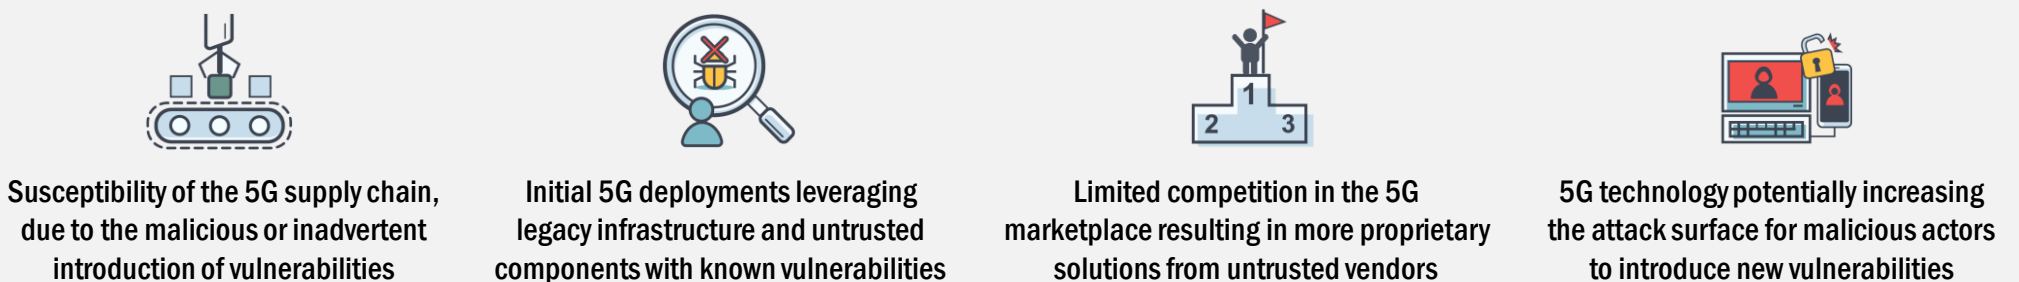 1
2
3
Susceptibility of the 5G supply chain,
due to the malicious or inadvertent
introduction of vulnerabilities
Initial 5G deployments leveraging
legacy infrastructure and untrusted
components with known vulnerabilities
Limited competition in the 5G
marketplace resulting in more proprietary
solutions from untrusted vendors
5G technology potentially increasing
the attack surface for malicious actors
to introduce new vulnerabilities